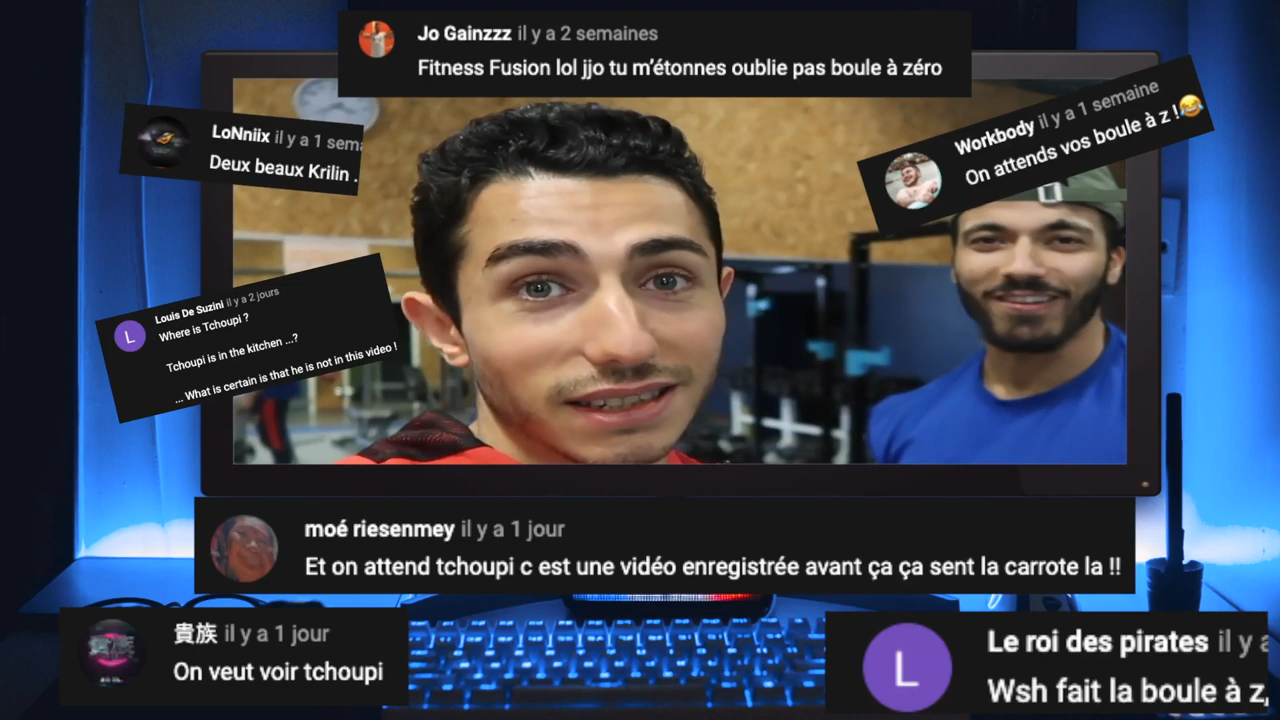 Jo Gainzzz il y a 2 semaines
Fitness Fusion lol jjo tu m'étonnes oublie pas boule à zéro
LoNniix il y a 1 sem
Deux beaux Krilin .
Workbody il y a 1 semaine
On attends vos boule à z !😂
Louis De Suzini il y a 2 jours
Where is Tchoupi ?
Tchoupi is in the kitchen ...?
... What is certain is that he is not in this video !
L
moé riesenmey il y a 1 jour
Et on attend tchoupi c est une vidéo enregistrée avant ça ça sent la carotte la !!
貴族 il y a 1 jour
On veut voir tchoupi
L
Le roi des pirates il y a
Wsh fait la boule à z,